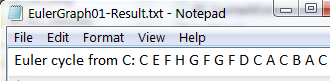 EulerGraph01-Result.txt - Notepad
File Edit Format View Help
Euler cycle from C: C E F H G F G F D C A C B A C